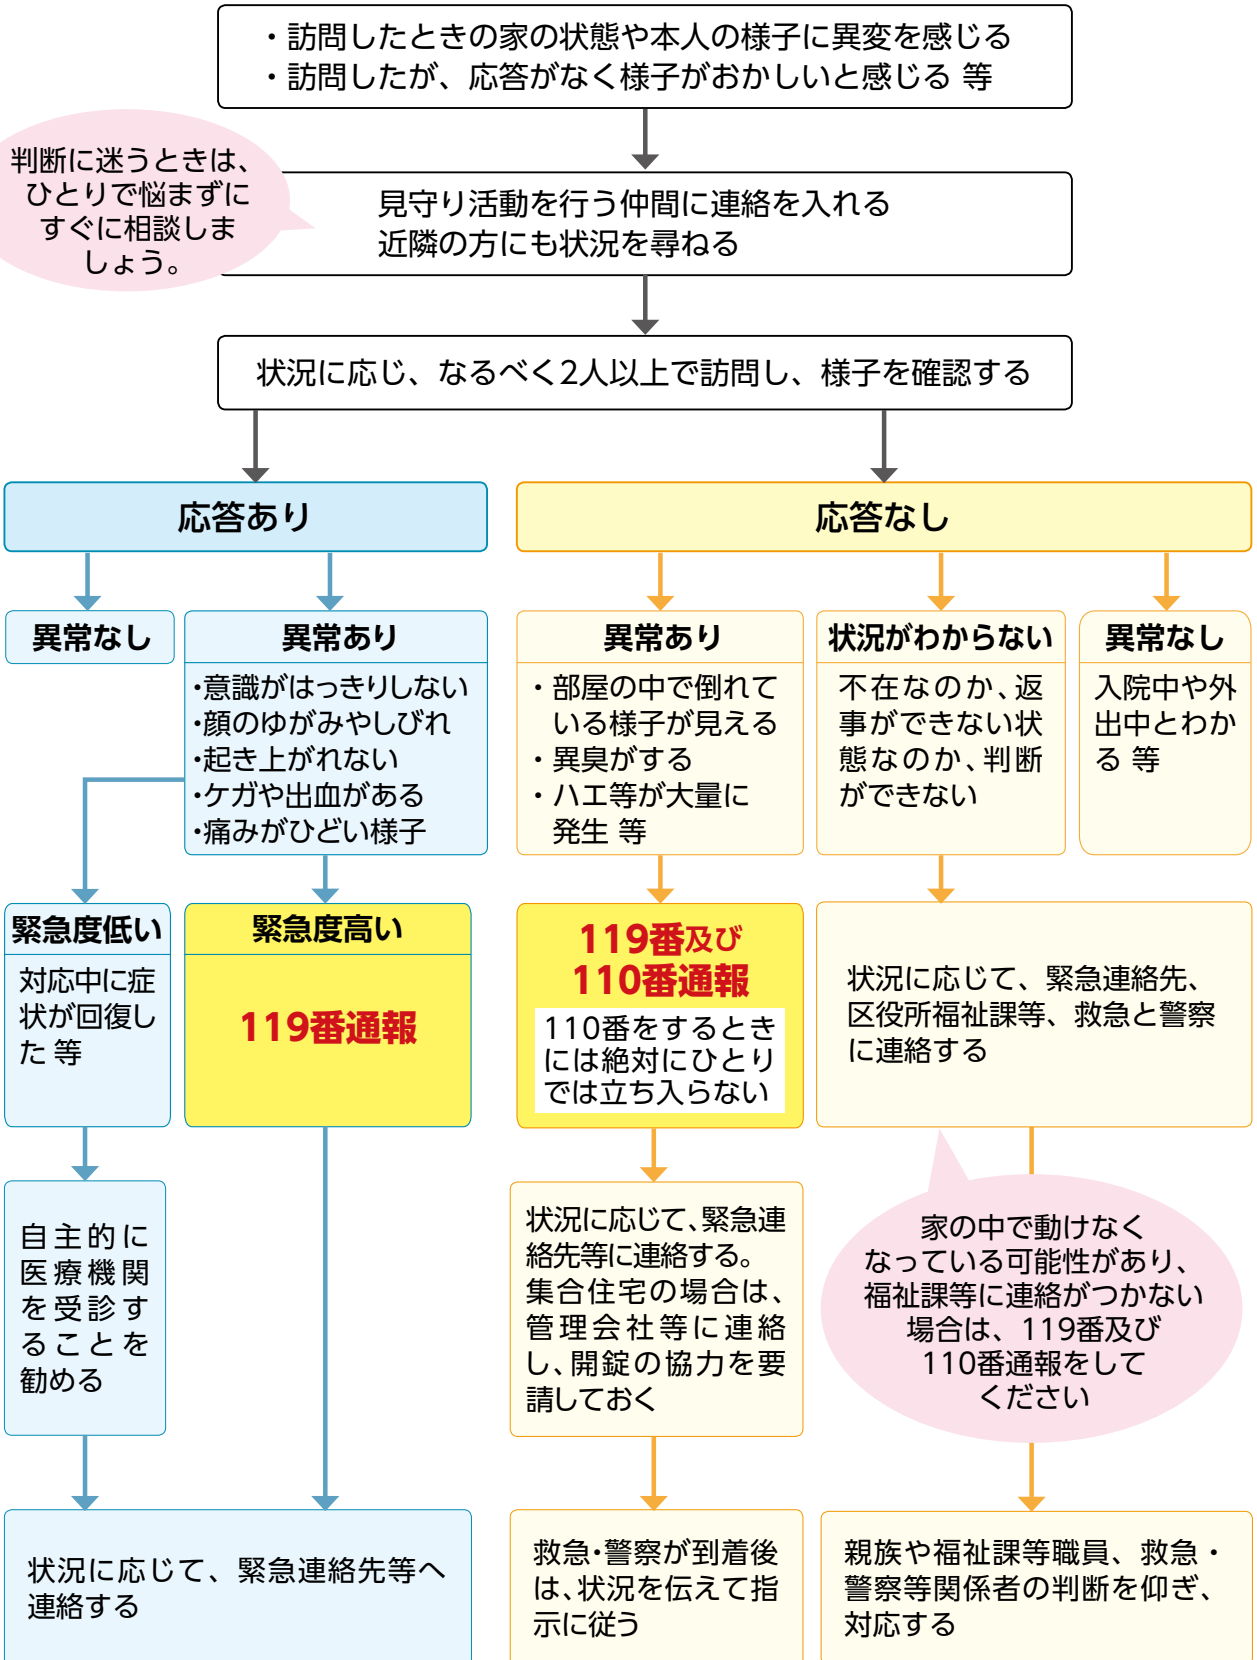 ・訪問したときの家の状態や本人の様子に異変を感じる
・訪問したが、応答がなく様子がおかしいと感じる 等
判断に迷うときは、
ひとりで悩まずに
すぐに相談しま
しょう。
見守り活動を行う仲間に連絡を入れる
近隣の方にも状況を尋ねる
状況に応じ、なるべく2人以上で訪問し、様子を確認する
応答あり
異常なし
異常あり
・意識がはっきりしない
・顔のゆがみやしびれ
・起き上がれない
・ケガや出血がある
・痛みがひどい様子
緊急度低い
対応中に症
状が回復し
た 等
緊急度高い
119番通報
自主的に
医療機関
を受診す
ることを
勧める
状況に応じて、緊急連絡先等へ
連絡する
応答なし
異常あり
・部屋の中で倒れて
いる様子が見える
・異臭がする
・ハエ等が大量に
発生 等
状況がわからない
不在なのか、返
事ができない状
態なのか、判断
ができない
異常なし
入院中や外
出中とわか
る 等
119番及び
110番通報
110番をするとき
には絶対にひとり
では立ち入らない
状況に応じて、緊急連絡先、
区役所福祉課等、救急と警察
に連絡する
状況に応じて、緊急連
絡先等に連絡する。
集合住宅の場合は、
管理会社等に連絡
し、開錠の協力を要
請しておく
家の中で動けなく
なっている可能性があり、
福祉課等に連絡がつかない
場合は、119番及び
110番通報をして
ください
救急・警察が到着後
は、状況を伝えて指
示に従う
親族や福祉課等職員、救急・
警察等関係者の判断を仰ぎ、
対応する